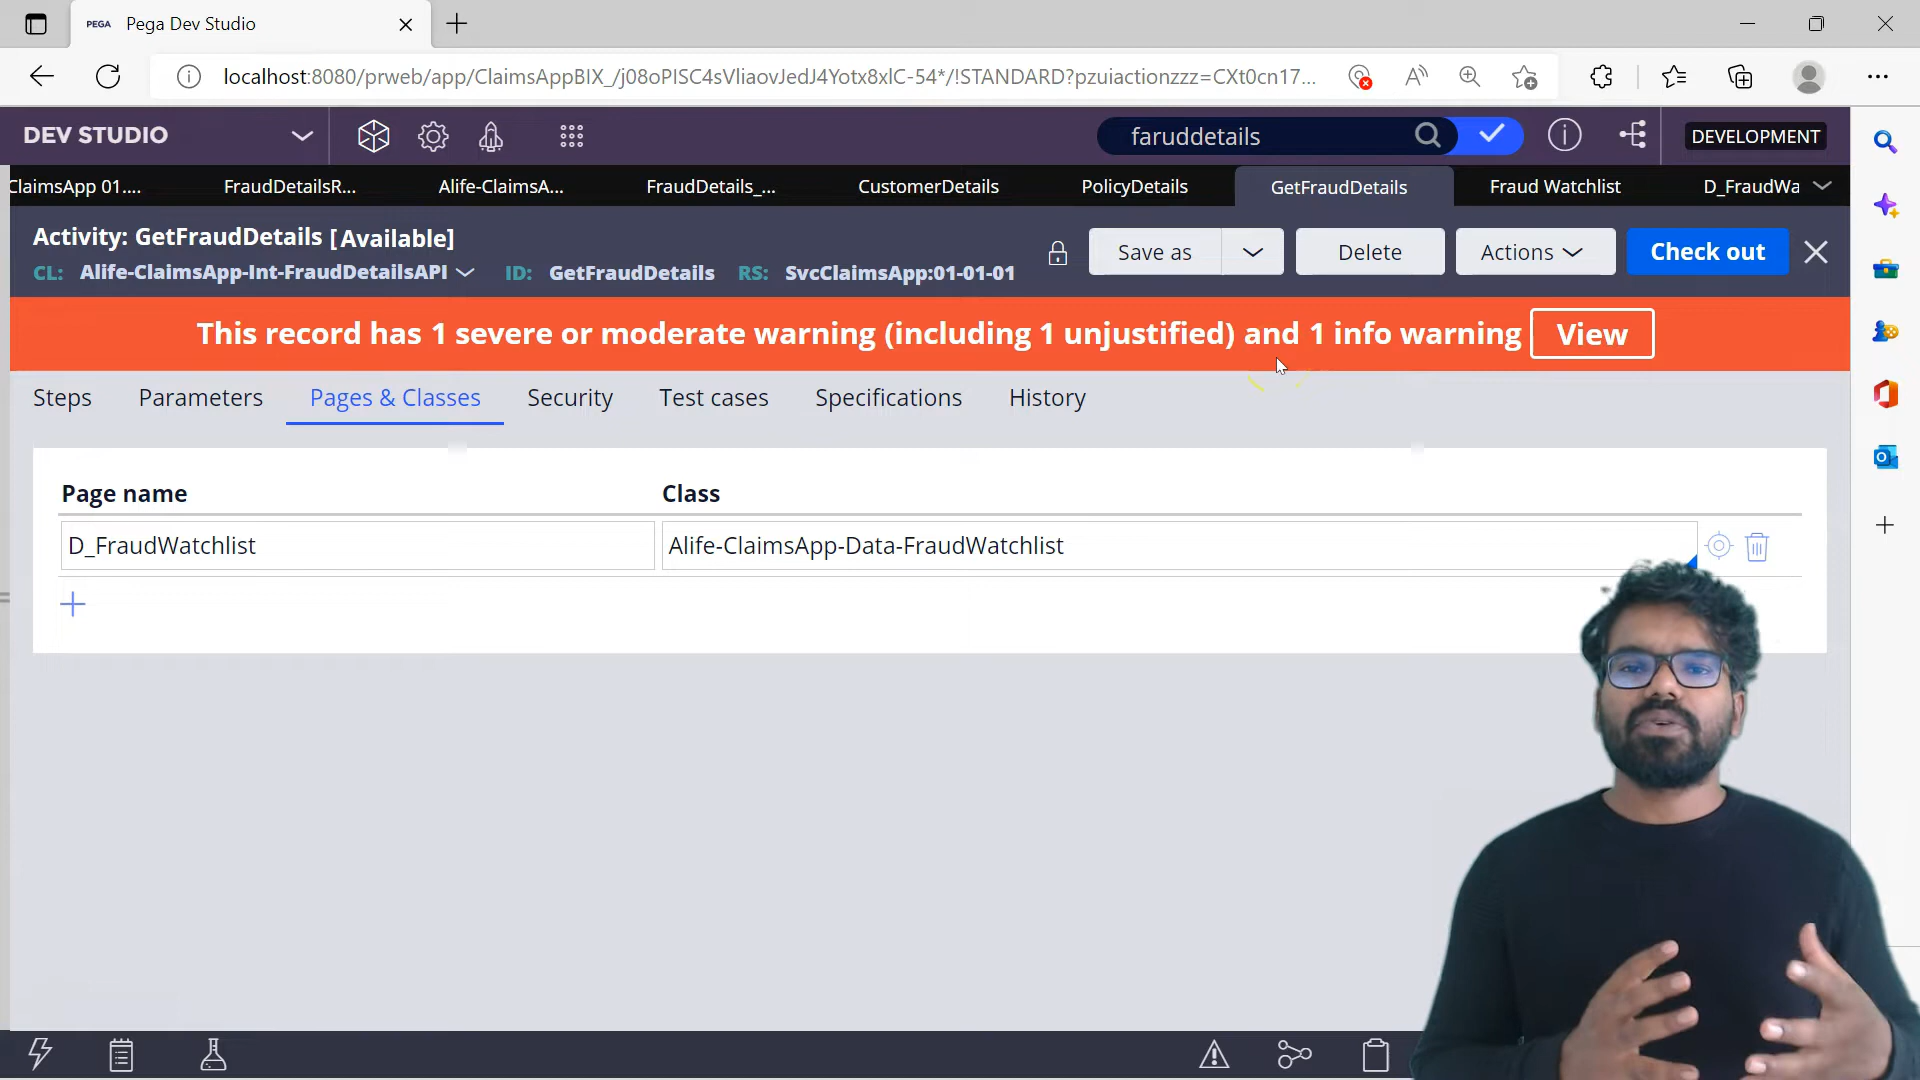 PEGA Pega Dev Studio
localhost:8080/prweb/app/ClaimsAppBIX_/j08oPISC4sVliaovJedJ4Yotx8xlC-54*/!STANDARD?pzuiactionzzz=CXt0cn17...
DEV STUDIO faruddetails DEVELOPMENT
ClaimsApp 01.... FraudDetailsR... Alife-ClaimsA... FraudDetails_... CustomerDetails PolicyDetails GetFraudDetails Fraud Watchlist D_FraudWa
Activity: GetFraudDetails [Available]
Save as Delete Actions Check out
CL: Alife-ClaimsApp-Int-FraudDetailsAPI ID: GetFraudDetails RS: SvcClaimsApp:01-01-01
This record has 1 severe or moderate warning (including 1 unjustified) and 1 info warning View
Steps Parameters Pages & Classes Security Test cases Specifications History
Page name Class
D_FraudWatchlist Alife-ClaimsApp-Data-FraudWatchlist